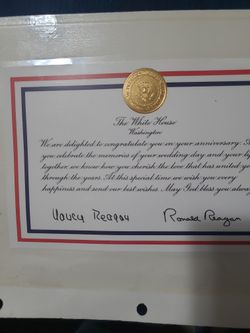 The White House
Washington
We are delighted to congratulate you on your anniversary.
you celebrate the memories of your wedding day and your
together, we know how you cherish the love that has united you
through the years. At this special time we wish you every
happiness and send our best wishes. May God bless you always
Nancy Reagan Ronald Reagan